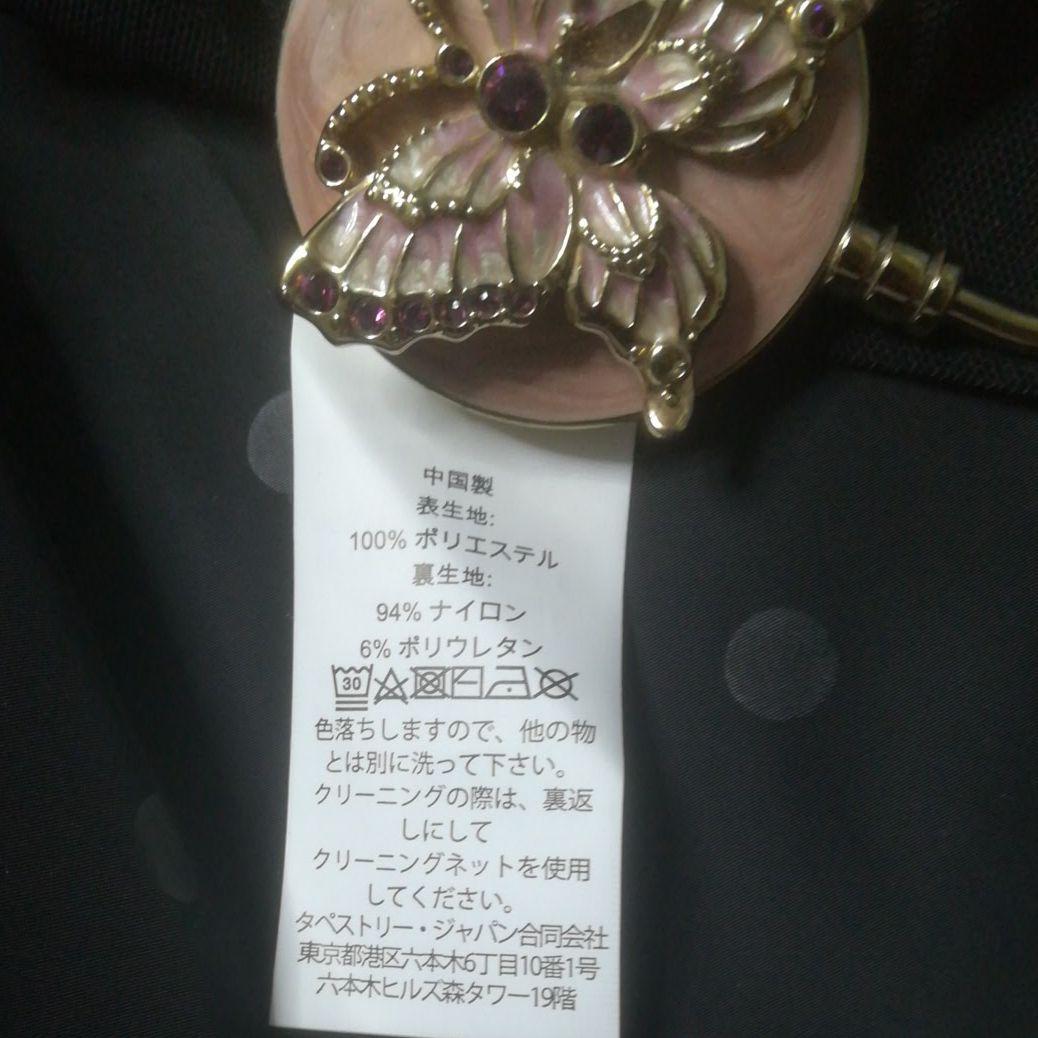 中国製
表生地:
100% ポリエステル
裏生地:
94% ナイロン
6% ポリウレタン
30
色落ちしますので、他の物
とは別に洗って下さい。
クリーニングの際は、裏返
しにして
クリーニングネットを使用
してください。
タペストリー・ジャパン合同会社
東京都港区六本木6丁目10番1号
六本木ヒルズ森タワー19階